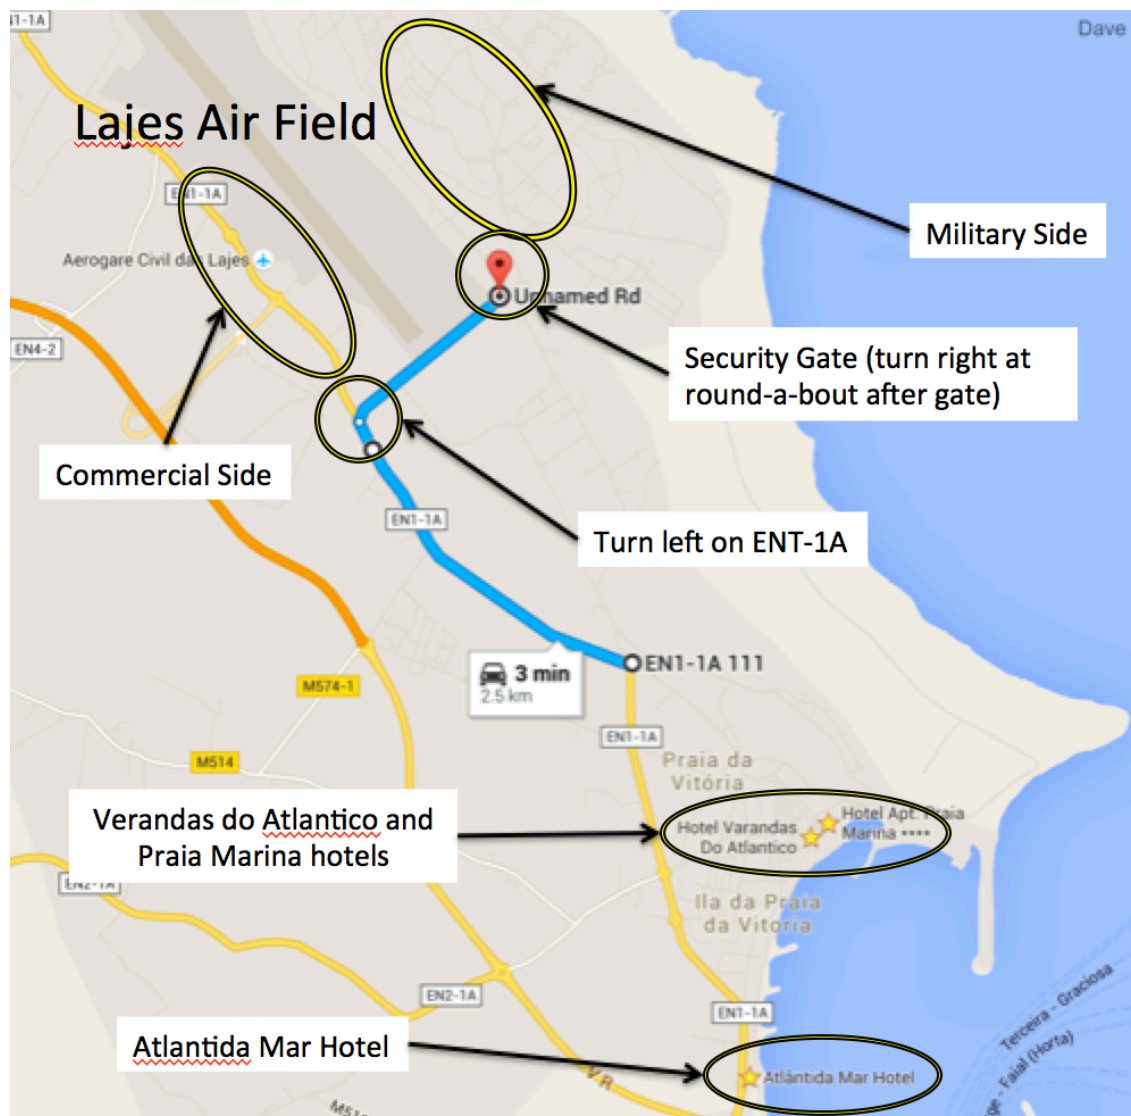 1-1A
Dave
Lajes Air Field
EN1-1A
Military Side
Aerogare Civil das Lajes
Unnamed Rd
EN4-2
Security Gate (turn right at
round-a-bout after gate)
Commercial Side
EN1-1A
Turn left on ENT-1A
EN1-1A 111
3 min
2.5 km
M574-1
EN1-1A
Praia da
Vitória
M514
Verandas do Atlantico and
Praia Marina hotels
Hotel Apt. Praia
Marina ****
Hotel Varandas
Do Atlantico
EN2-1A
Ila da Praia
da Vitoria
EN2-1A
EN1-1A
Terceira - Graciosa
Faial (Horta)
Atlantida Mar Hotel
Atlântida Mar Hotel
V.R